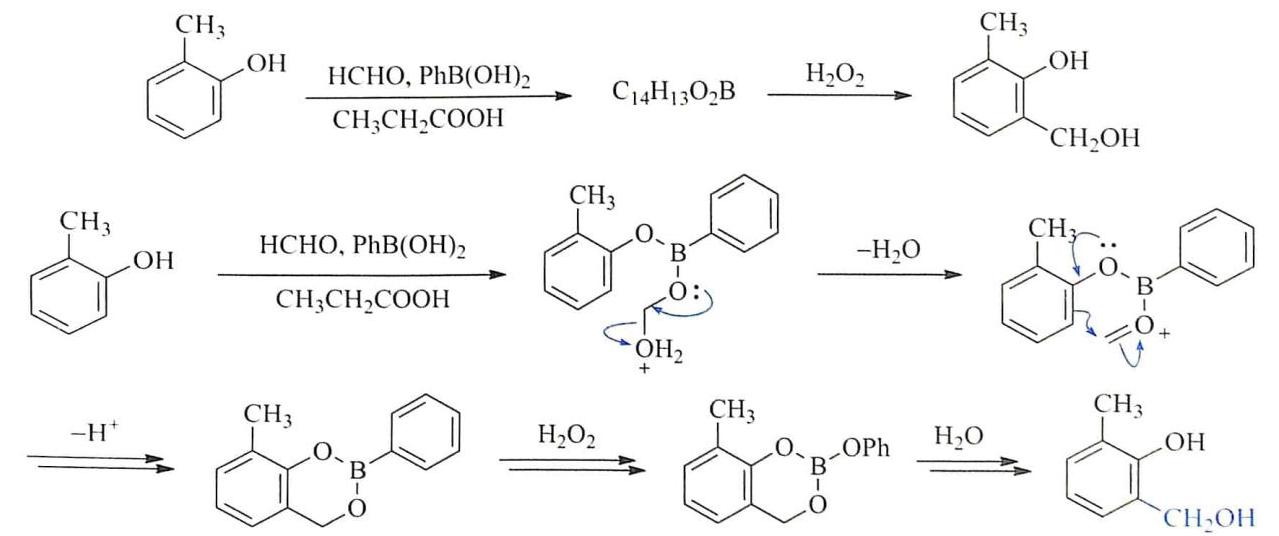 CH₃
OH
HCHO, PhB(OH)₂
CH₃CH₂COOH
C₁₄H₁₃O₂B
H₂O₂
CH₃
OH
CH₂OH
CH₃
OH
HCHO, PhB(OH)₂
CH₃CH₂COOH
CH₃
O
B
O:
OH₂
+
–H₂O
CH₃
O
B
O+
–H⁺
CH₃
O
B
O
H₂O₂
CH₃
O
B
OPh
O
H₂O
CH₃
OH
CH₂OH